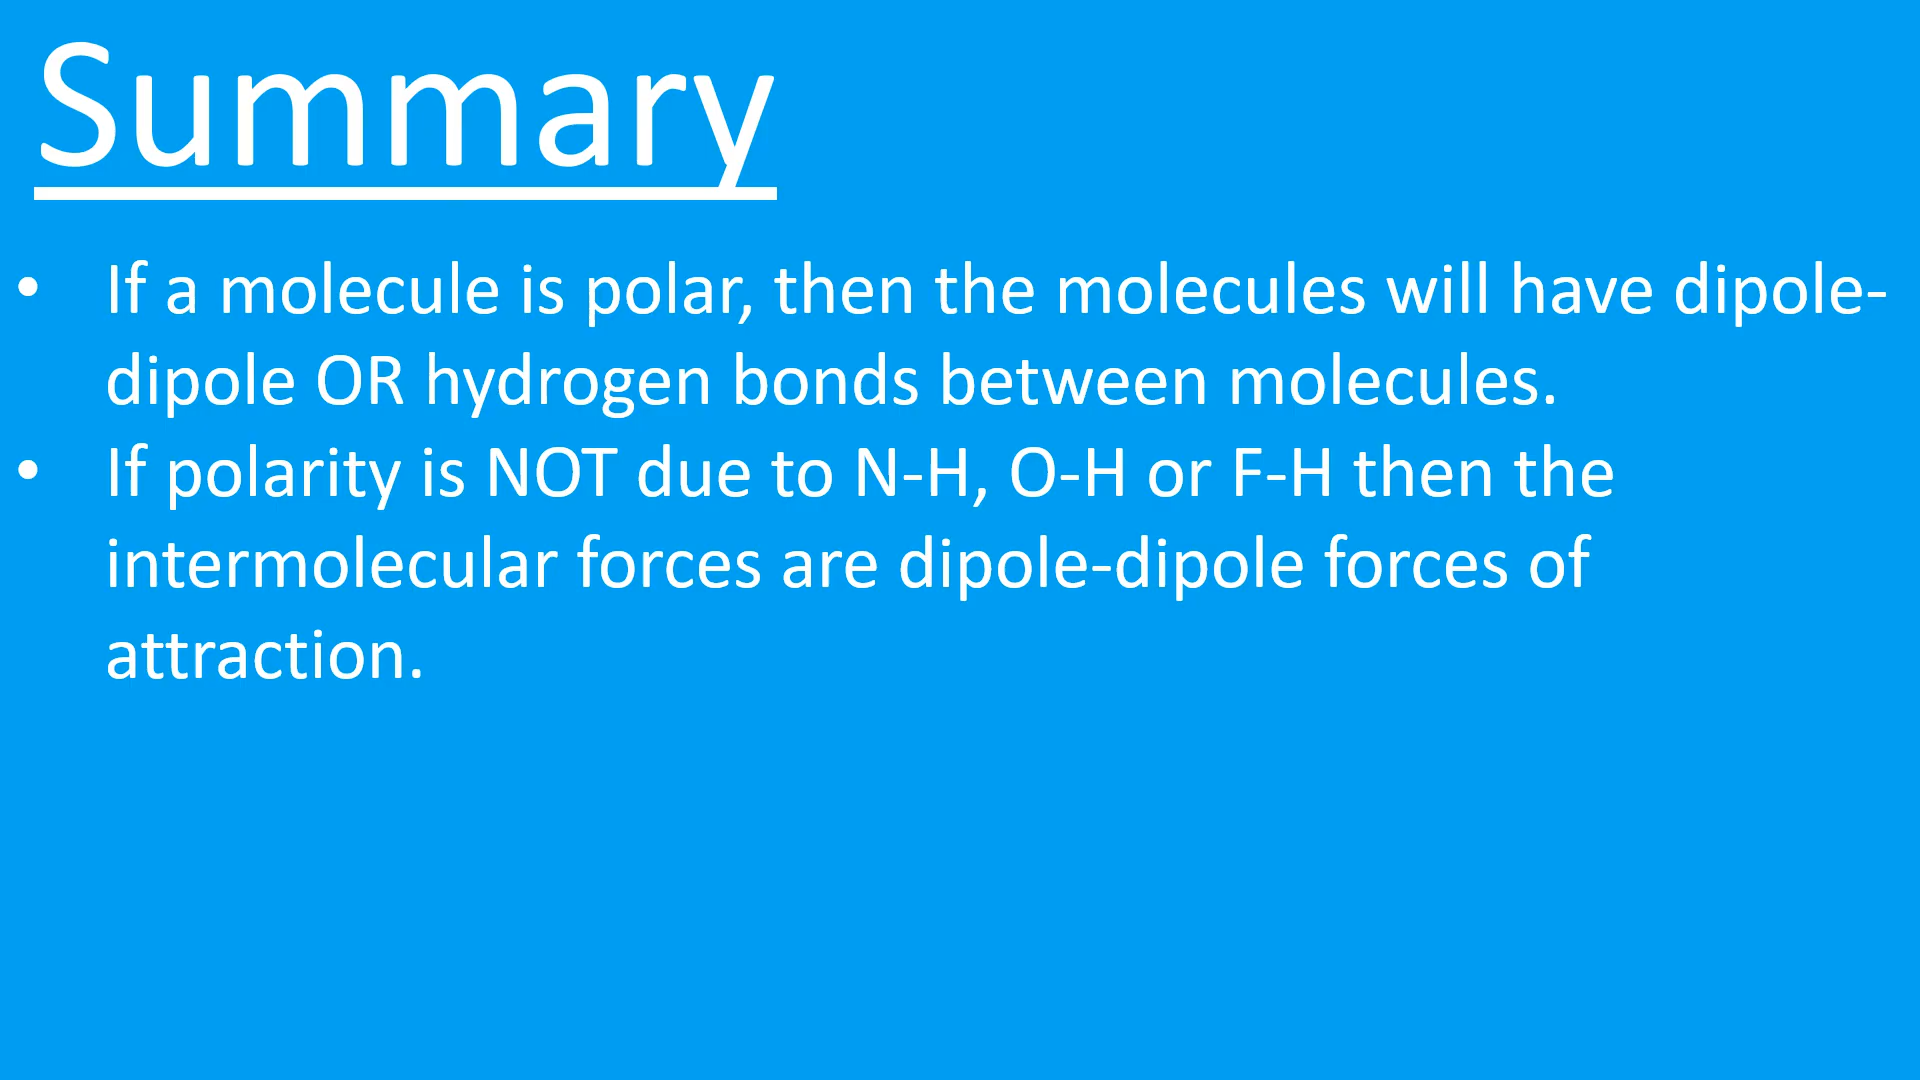 Summary
• If a molecule is polar, then the molecules will have dipole-
dipole OR hydrogen bonds between molecules.
• If polarity is NOT due to N-H, O-H or F-H then the
intermolecular forces are dipole-dipole forces of
attraction.